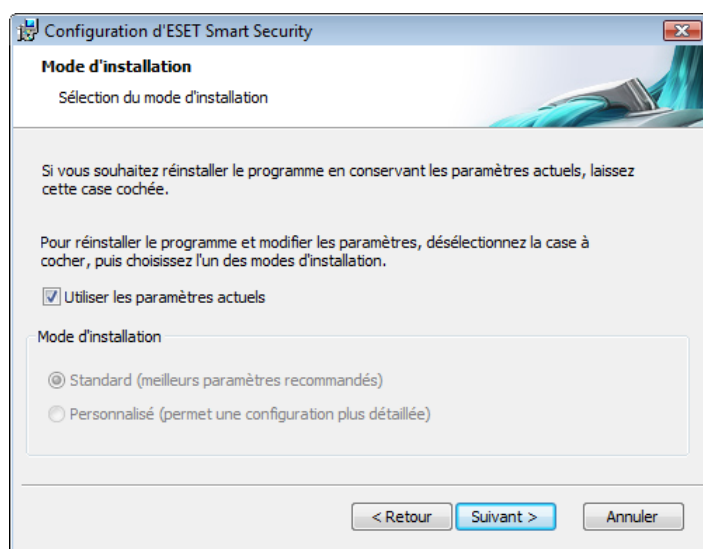 Configuration d'ESET Smart Security
Mode d'installation
Sélection du mode d'installation
Si vous souhaitez réinstaller le programme en conservant les paramètres actuels, laissez
cette case cochée.
Pour réinstaller le programme et modifier les paramètres, désélectionnez la case à
cocher, puis choisissez l'un des modes d'installation.
Utiliser les paramètres actuels
Mode d'installation
Standard (meilleurs paramètres recommandés)
Personnalisé (permet une configuration plus détaillée)
< Retour
Suivant >
Annuler